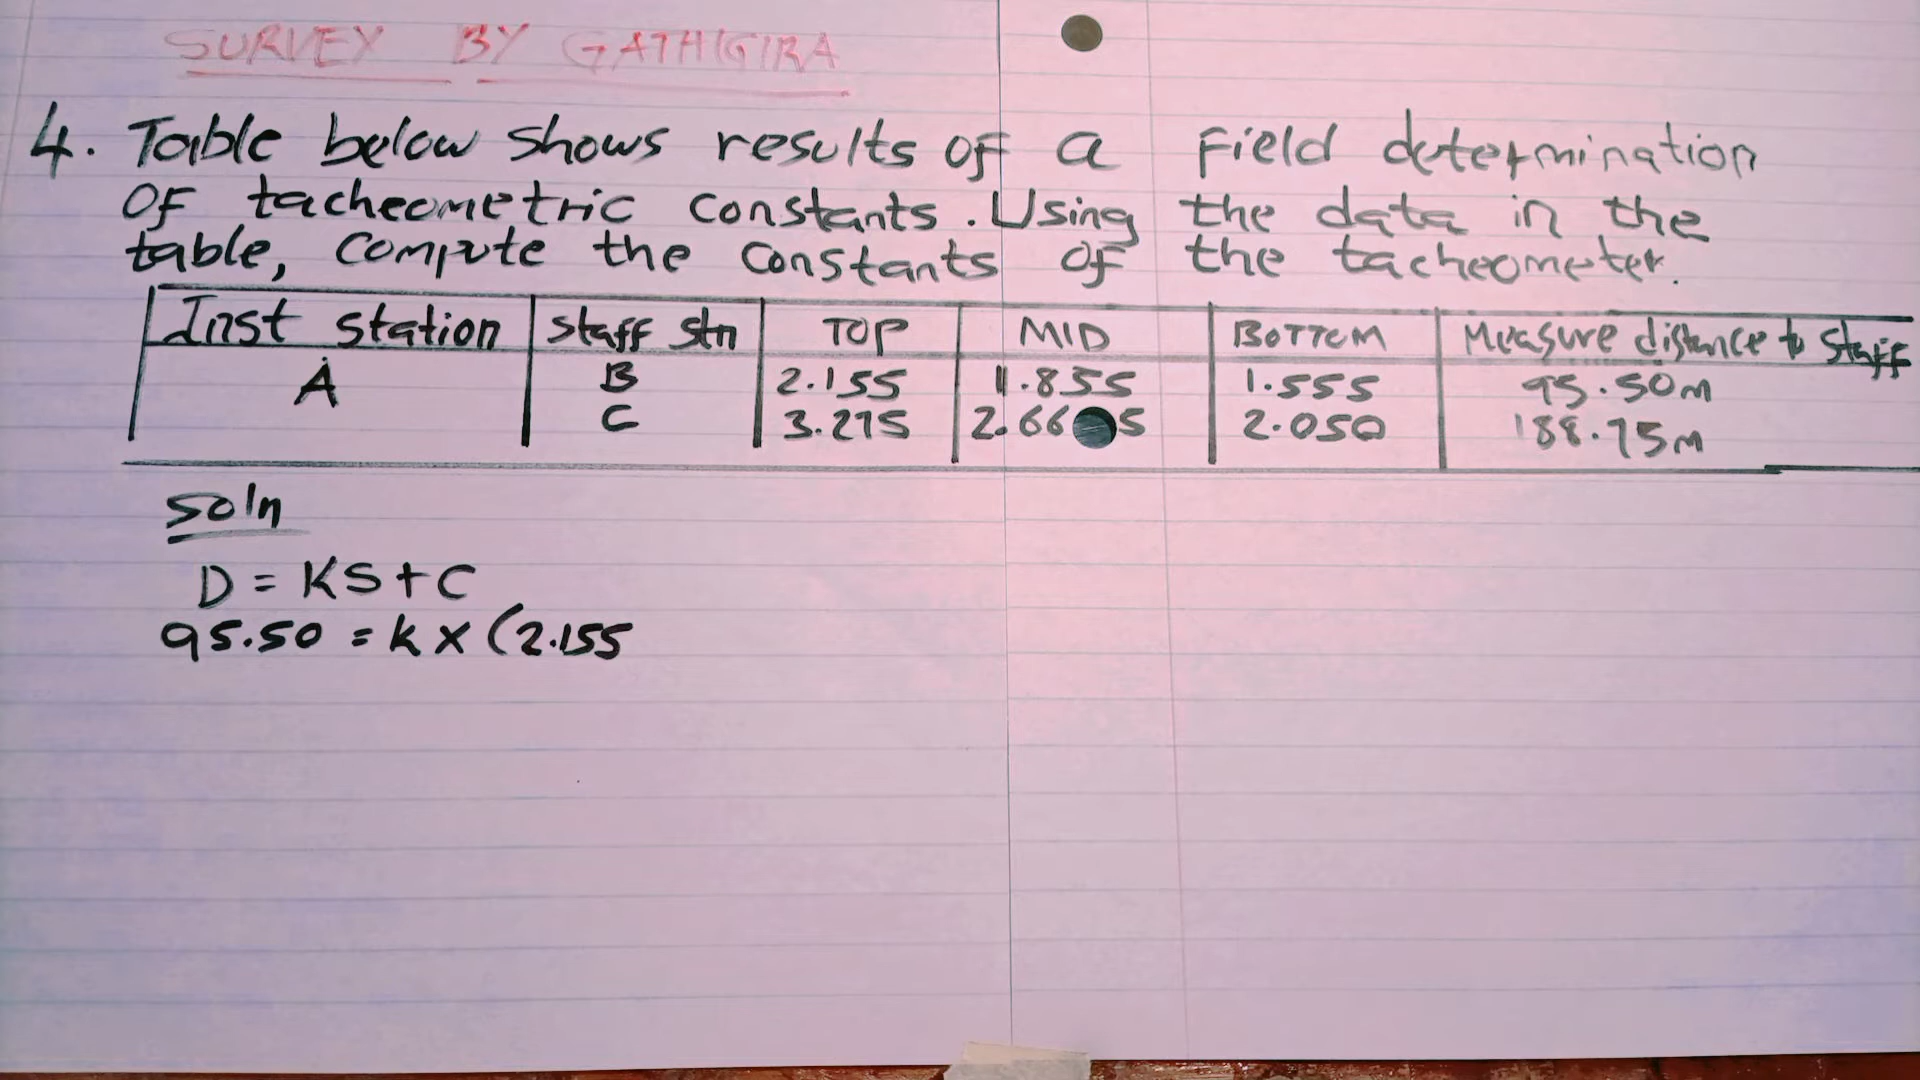 SURVEY BY GATHIGIRA
4. Table below shows results of a field determination
of tacheometric constants. Using the data in the
table, compute the constants of the tacheometer.
Inst station Staff stn TOP MID BOTTOM Measure distance to staff
A B 2.155 1.855 1.555 95.50m
C 3.275 2.66 5 2.050 188.75m
Soln
D = KS + C
95.50 = k x (2.155